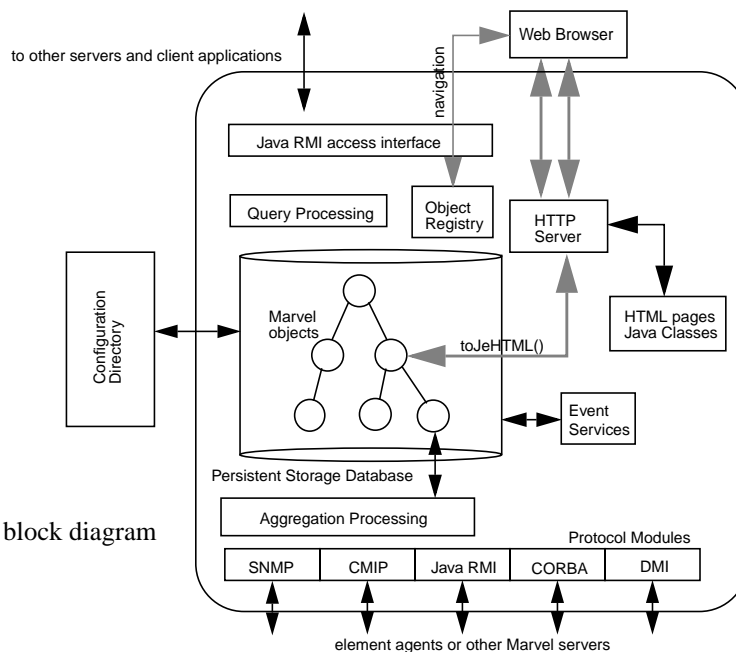 Web Browser
to other servers and client applications
navigation
Java RMI access interface
Query Processing
Object
Registry
HTTP
Server
Configuration
Directory
Marvel
objects
HTML pages
Java Classes
toJeHTML()
Event
Services
Persistent Storage Database
Aggregation Processing
block diagram
Protocol Modules
SNMP
CMIP
Java RMI
CORBA
DMI
element agents or other Marvel servers